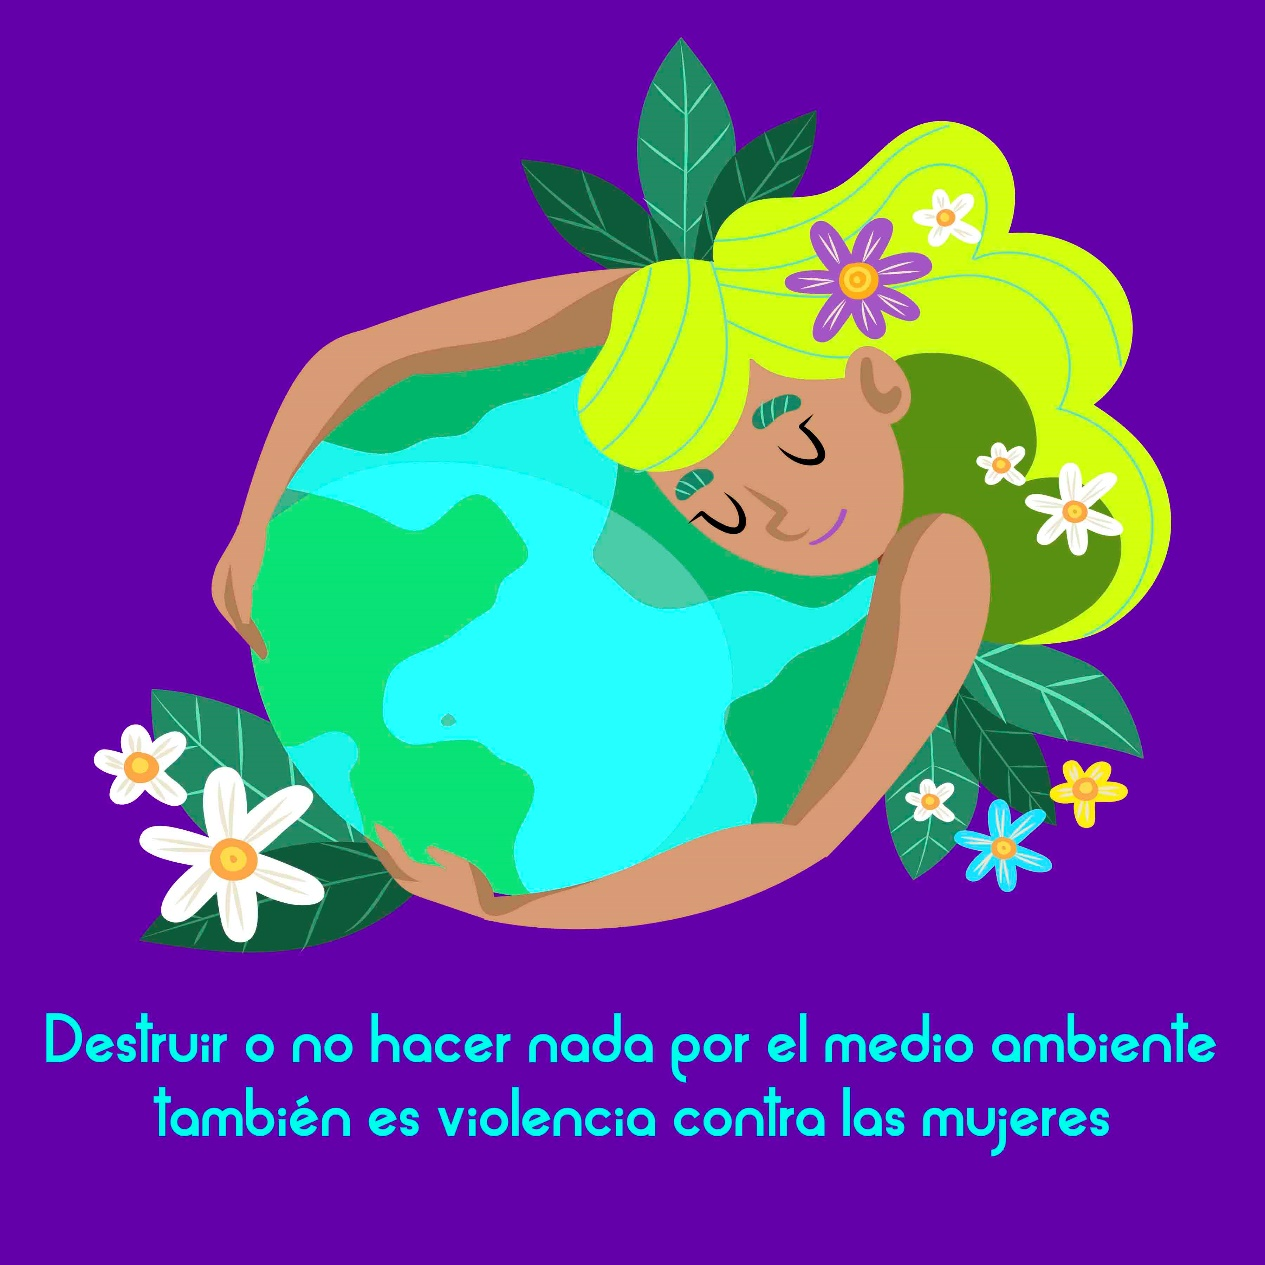 Destruir o no hacer nada por el medio ambiente
también es violencia contra las mujeres